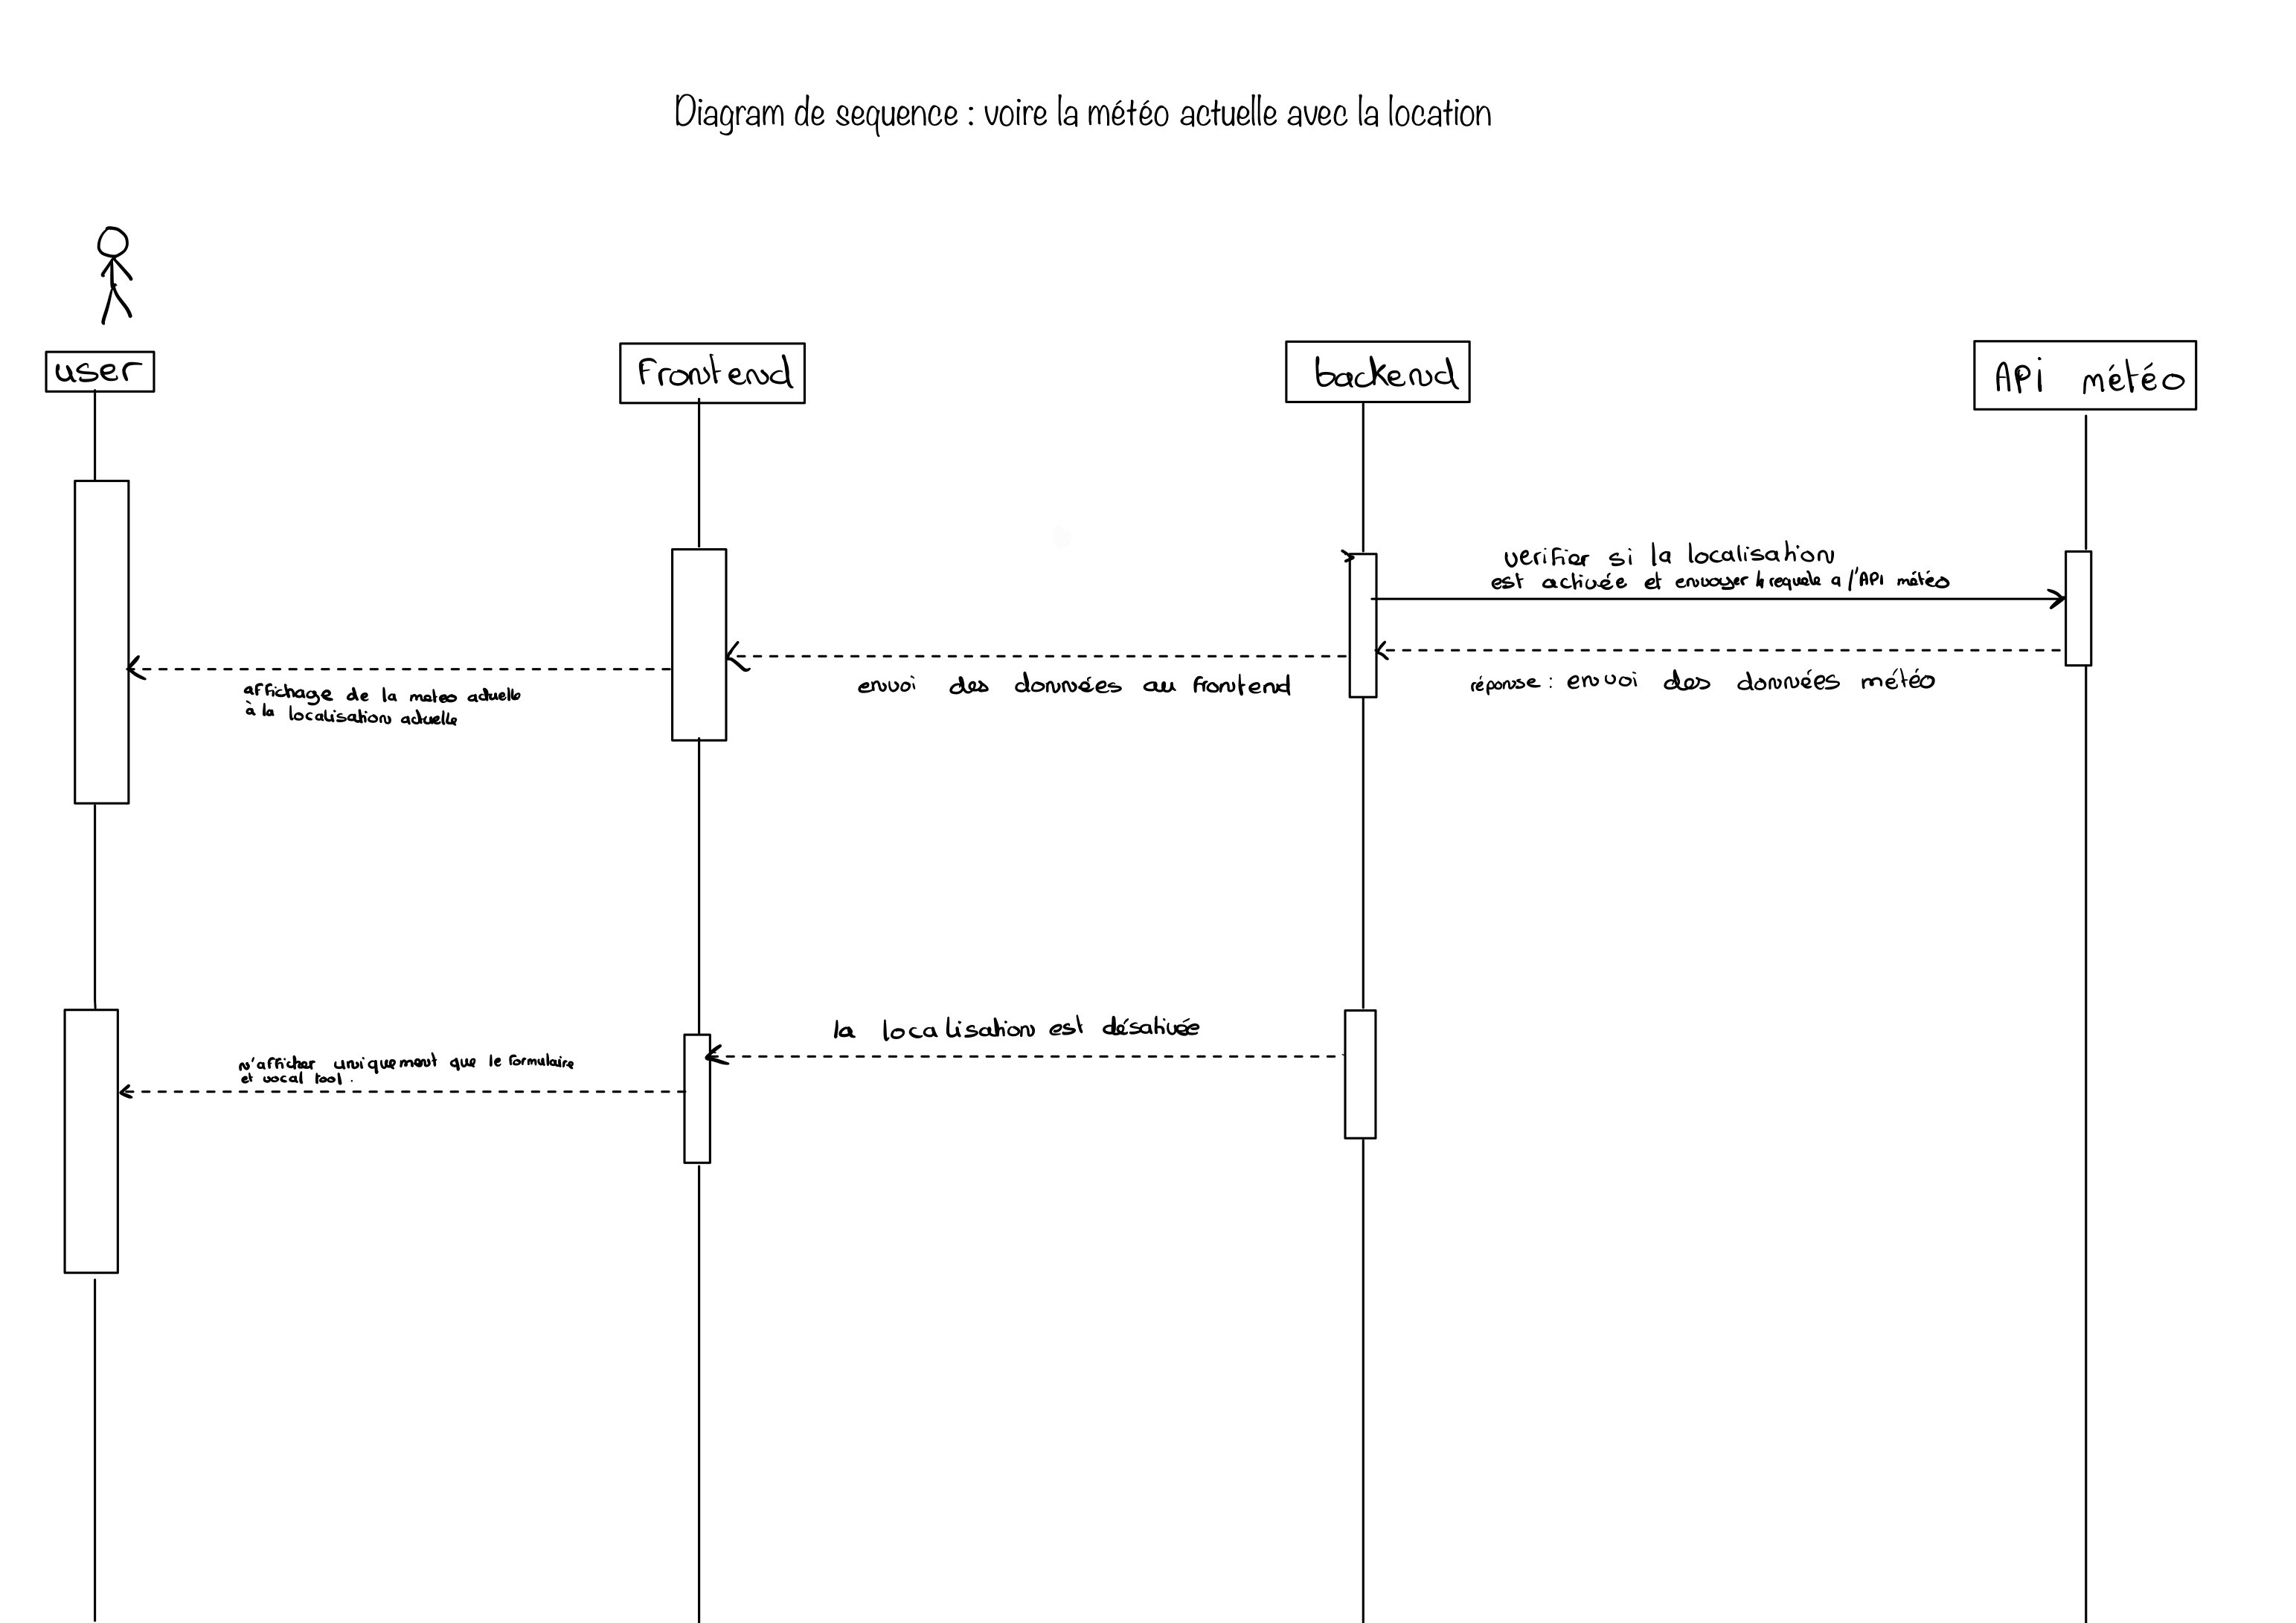 Diagram de sequence : voire la météo actuelle avec la location
user
Frontend
backend
APi météo
verifier si la localisation
est activée et envoyer la requete a l'APi météo
affichage de la meteo actuelle
à la localisation actuelle
envoi des données au frontend
réponse : envoi des données météo
la localisation est désativée
n'afficher uniquement que le formulaire
et vocal tool.